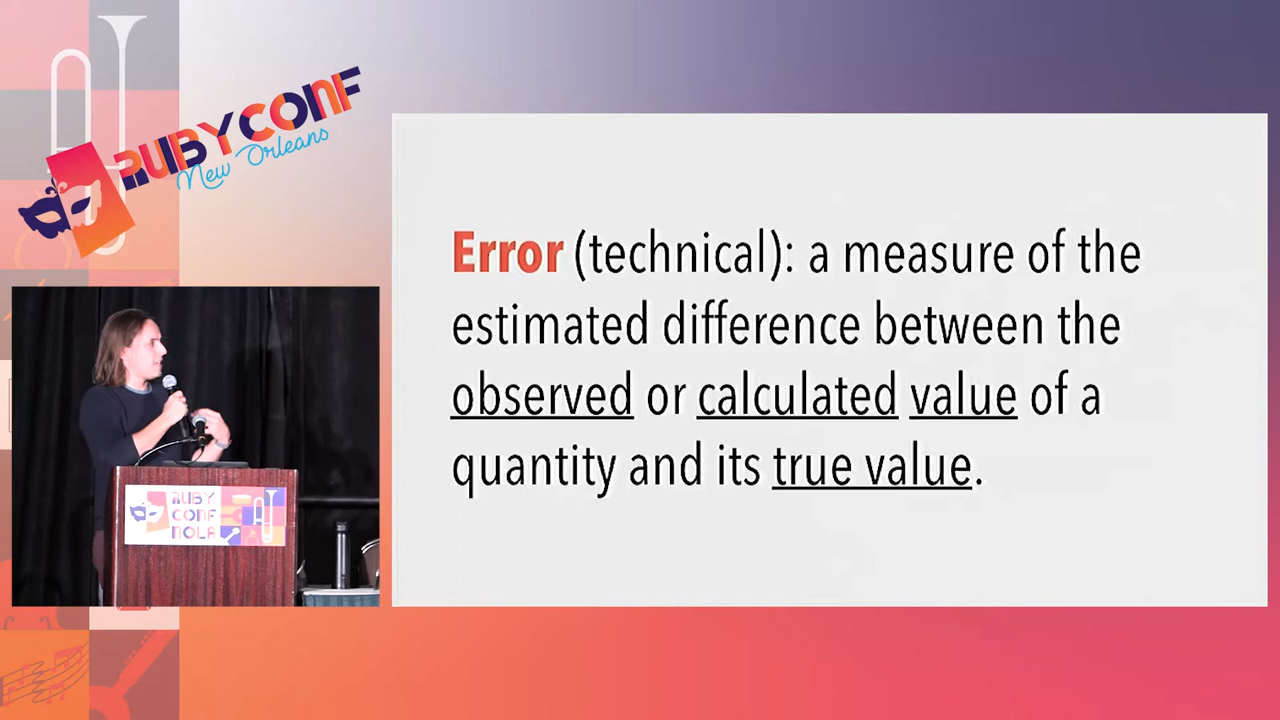 RUBYCONF
New Orleans
Error (technical): a measure of the
estimated difference between the
observed or calculated value of a
quantity and its true value.
RUBY
CONF
NOLA